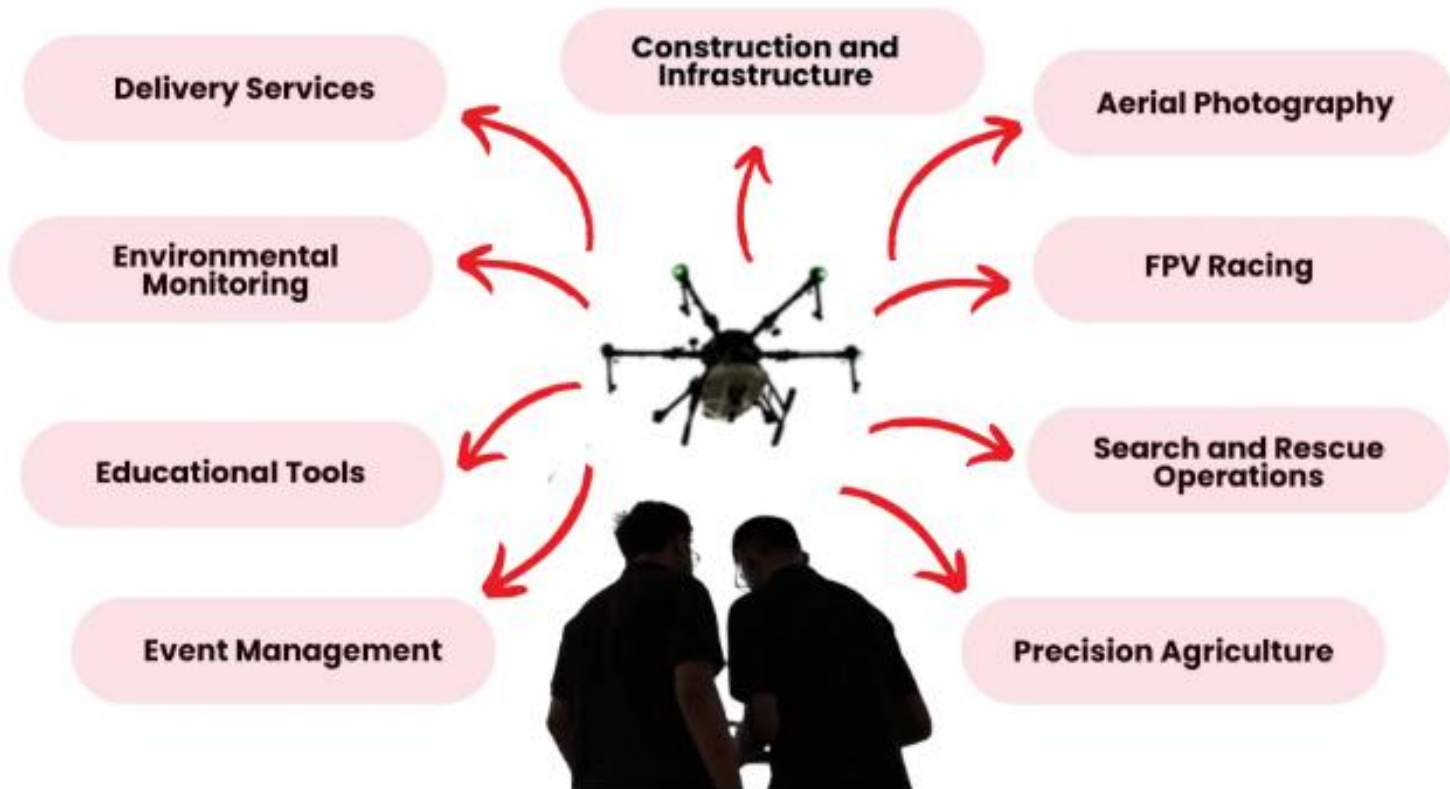 Construction and
Infrastructure
Delivery Services
Aerial Photography
Environmental
Monitoring
FPV Racing
Educational Tools
Search and Rescue
Operations
Event Management
Precision Agriculture